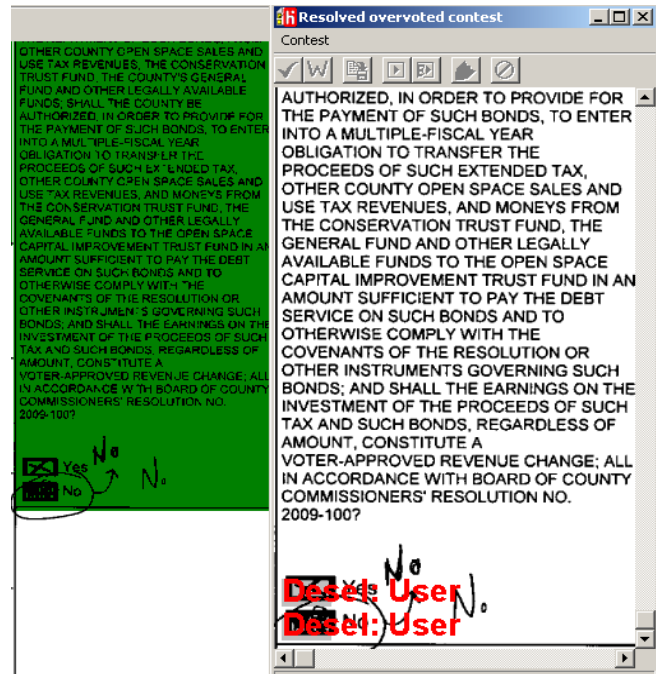 OTHER COUNTY OPEN SPACE SALES AND
USE TAX REVENUES, THE CONSERVATION
TRUST FUND, THE COUNTY'S GENERAL
FUND AND OTHER LEGALLY AVAILABLE
FUNDS; SHALL THE COUNTY BE
AUTHORIZED, IN ORDER TO PROVIDE FOR
THE PAYMENT OF SUCH BONDS, TO ENTER
INTO A MULTIPLE-FISCAL YEAR
OBLIGATION TO TRANSFER THE
PROCEEDS OF SUCH EXTENDED TAX,
OTHER COUNTY OPEN SPACE SALES AND
USE TAX REVENUES, AND MONEYS FROM
THE CONSERVATION TRUST FUND, THE
GENERAL FUND AND OTHER LEGALLY
AVAILABLE FUNDS TO THE OPEN SPACE
CAPITAL IMPROVEMENT TRUST FUND IN AN
AMOUNT SUFFICIENT TO PAY THE DEBT
SERVICE ON SUCH BONDS AND TO
OTHERWISE COMPLY WITH THE
COVENANTS OF THE RESOLUTION OR
OTHER INSTRUMENTS GOVERNING SUCH
BONDS; AND SHALL THE EARNINGS ON THE
INVESTMENT OF THE PROCEEDS OF SUCH
TAX AND SUCH BONDS, REGARDLESS OF
AMOUNT, CONSTITUTE A
VOTER-APPROVED REVENUE CHANGE; ALL
IN ACCORDANCE WITH BOARD OF COUNTY
COMMISSIONERS' RESOLUTION NO.
2009-100?
No
Yes
No
No.
Resolved overvoted contest
Contest
AUTHORIZED, IN ORDER TO PROVIDE FOR
THE PAYMENT OF SUCH BONDS, TO ENTER
INTO A MULTIPLE-FISCAL YEAR
OBLIGATION TO TRANSFER THE
PROCEEDS OF SUCH EXTENDED TAX,
OTHER COUNTY OPEN SPACE SALES AND
USE TAX REVENUES, AND MONEYS FROM
THE CONSERVATION TRUST FUND, THE
GENERAL FUND AND OTHER LEGALLY
AVAILABLE FUNDS TO THE OPEN SPACE
CAPITAL IMPROVEMENT TRUST FUND IN AN
AMOUNT SUFFICIENT TO PAY THE DEBT
SERVICE ON SUCH BONDS AND TO
OTHERWISE COMPLY WITH THE
COVENANTS OF THE RESOLUTION OR
OTHER INSTRUMENTS GOVERNING SUCH
BONDS; AND SHALL THE EARNINGS ON THE
INVESTMENT OF THE PROCEEDS OF SUCH
TAX AND SUCH BONDS, REGARDLESS OF
AMOUNT, CONSTITUTE A
VOTER-APPROVED REVENUE CHANGE; ALL
IN ACCORDANCE WITH BOARD OF COUNTY
COMMISSIONERS' RESOLUTION NO.
2009-100?
No
Yes
Desel: User
No
No.
Desel: User